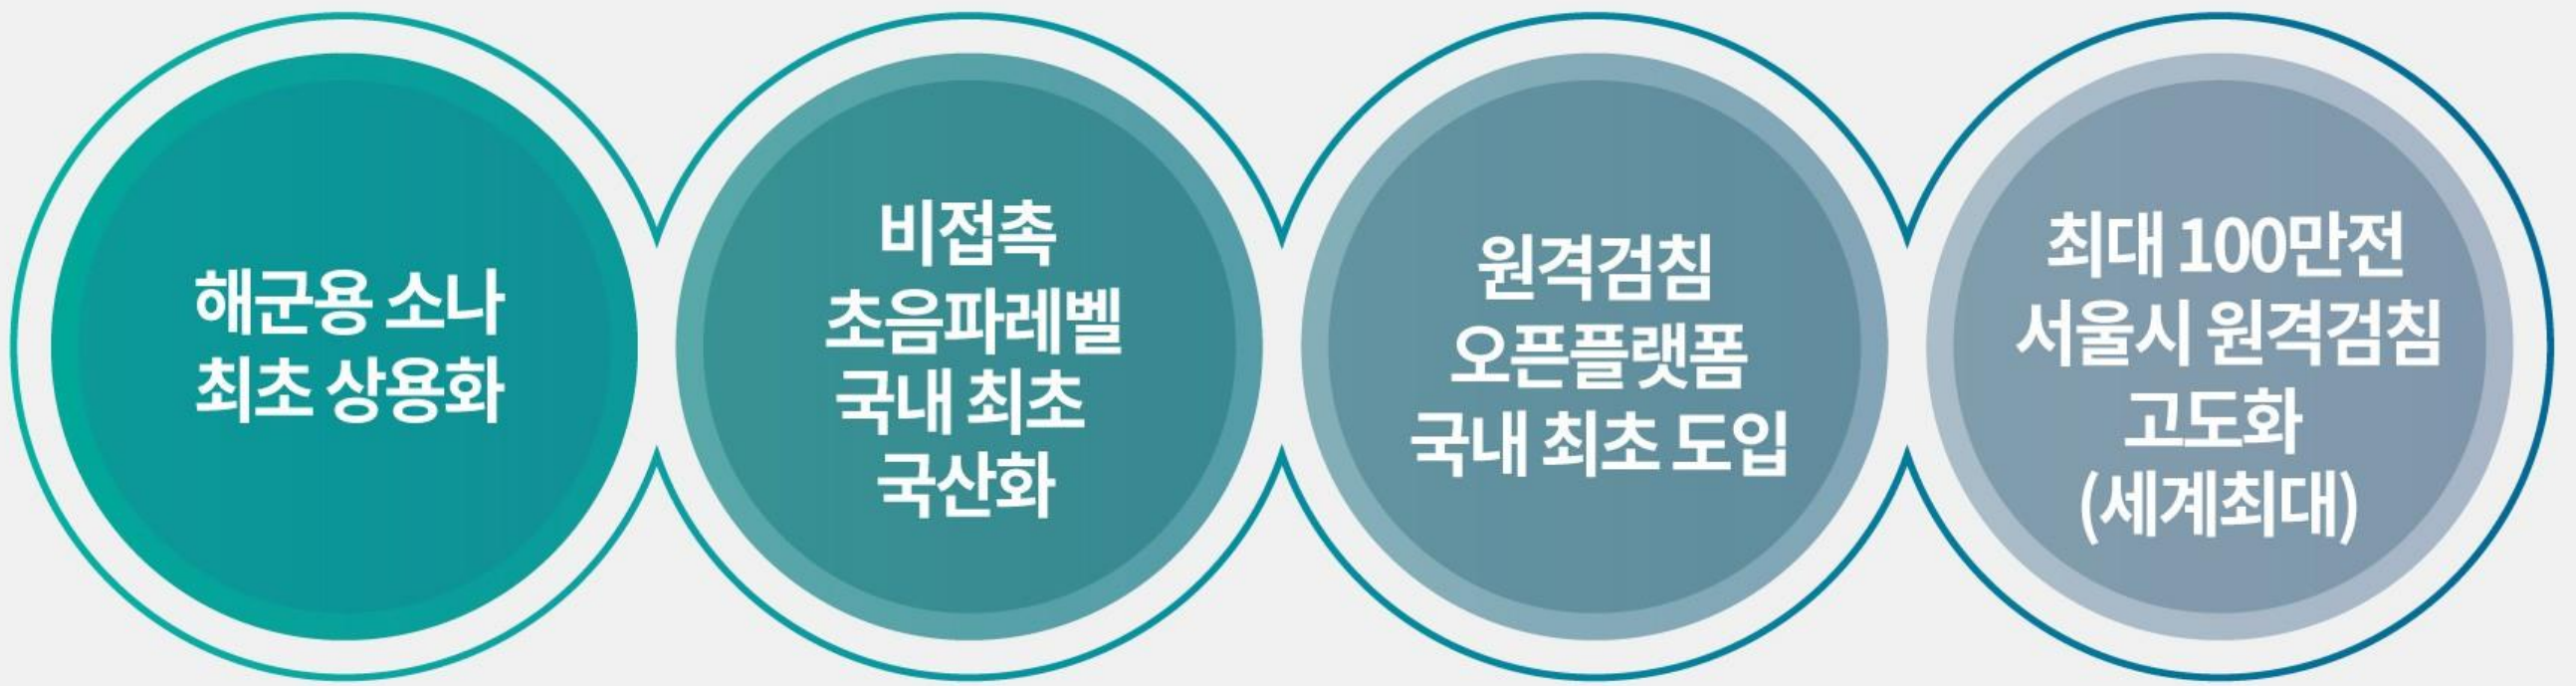 해군용 소나
최초 상용화
비접촉
초음파레벨
국내 최초
국산화
원격검침
오픈플랫폼
국내 최초 도입
최대 100만전
서울시 원격검침
고도화
(세계최대)